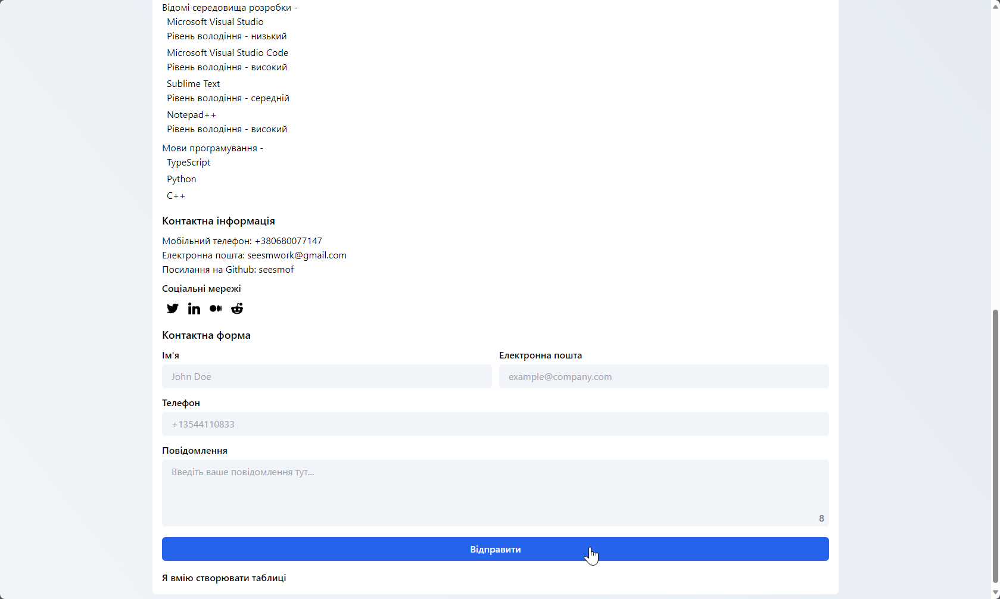 Відомі середовища розробки -
Microsoft Visual Studio
Рівень володіння - низький
Microsoft Visual Studio Code
Рівень володіння - високий
Sublime Text
Рівень володіння - середній
Notepad++
Рівень володіння - високий
Мови програмування -
TypeScript
Python
C++
Контактна інформація
Мобільний телефон: +380680077147
Електронна пошта: seesmwork@gmail.com
Посилання на Github: seesmof
Соціальні мережі
in
Контактна форма
Ім'я
Електронна пошта
John Doe
example@company.com
Телефон
+13544110833
Повідомлення
Введіть ваше повідомлення тут...
8
Відправити
Я вмію створювати таблиці